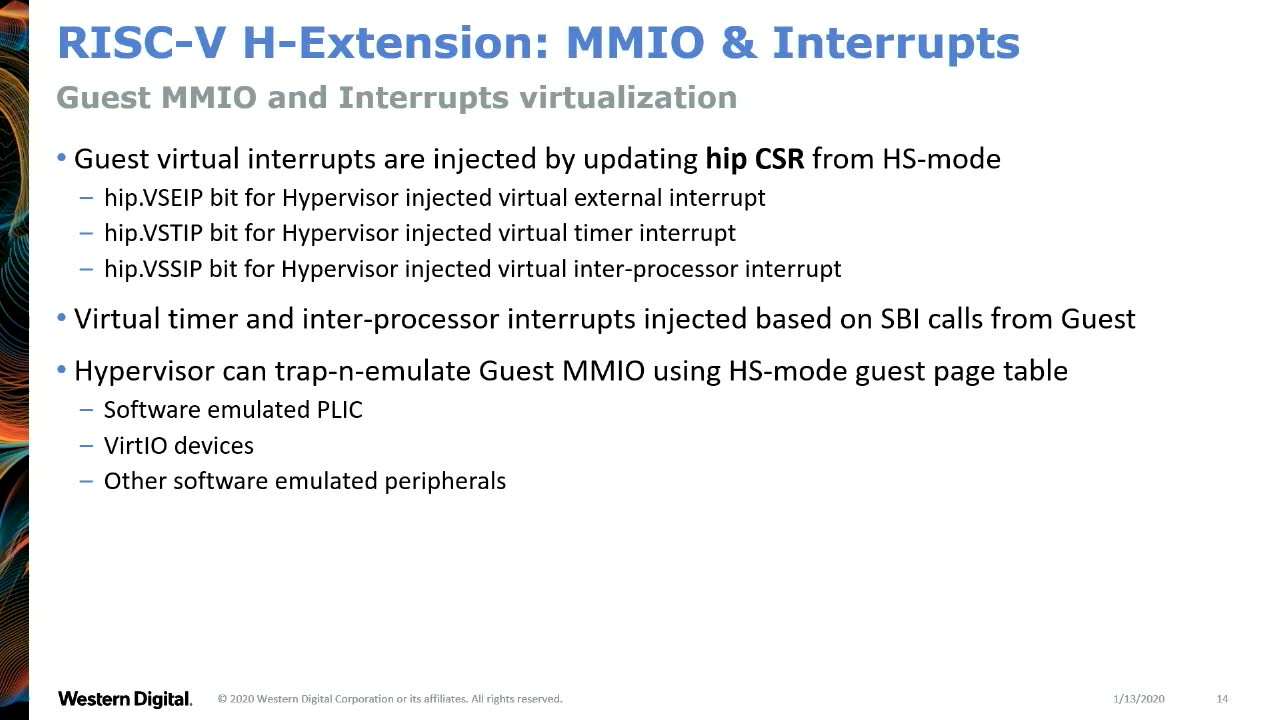 RISC-V H-Extension: MMIO & Interrupts
Guest MMIO and Interrupts virtualization
• Guest virtual interrupts are injected by updating hip CSR from HS-mode
– hip.VSEIP bit for Hypervisor injected virtual external interrupt
– hip.VSTIP bit for Hypervisor injected virtual timer interrupt
– hip.VSSIP bit for Hypervisor injected virtual inter-processor interrupt
• Virtual timer and inter-processor interrupts injected based on SBI calls from Guest
• Hypervisor can trap-n-emulate Guest MMIO using HS-mode guest page table
– Software emulated PLIC
– VirtIO devices
– Other software emulated peripherals
Western Digital. © 2020 Western Digital Corporation or its affiliates. All rights reserved. 1/13/2020 14